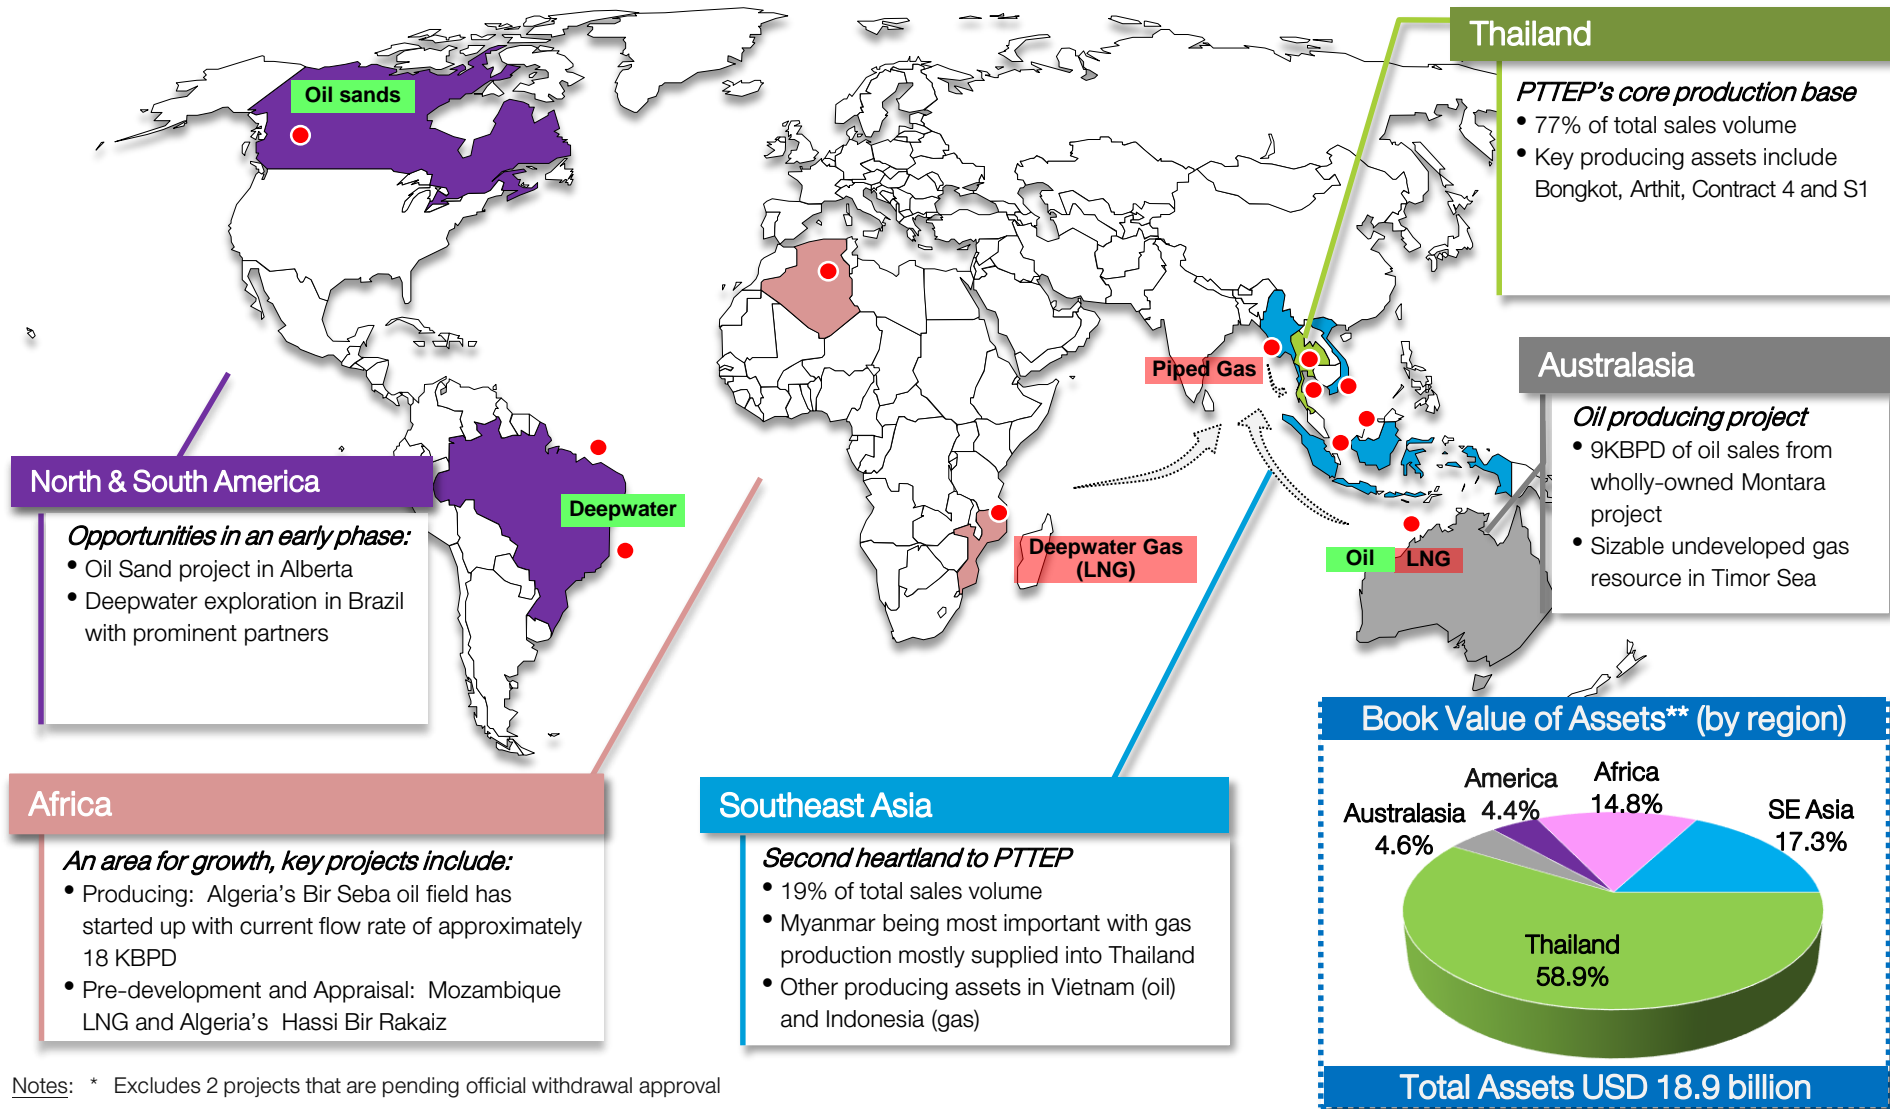 Thailand
PTTEP's core production base
• 77% of total sales volume
• Key producing assets include
Bongkot, Arthit, Contract 4 and S1
Oil sands
Piped Gas
Australasia
Oil producing project
• 9KBPD of oil sales from
wholly-owned Montara
project
• Sizable undeveloped gas
resource in Timor Sea
North & South America
Opportunities in an early phase:
• Oil Sand project in Alberta
• Deepwater exploration in Brazil
with prominent partners
Deepwater
Deepwater Gas
(LNG)
Oil LNG
Africa
An area for growth, key projects include:
• Producing: Algeria's Bir Seba oil field has
started up with current flow rate of approximately
18 KBPD
• Pre-development and Appraisal: Mozambique
LNG and Algeria's Hassi Bir Rakaiz
Southeast Asia
Second heartland to PTTEP
• 19% of total sales volume
• Myanmar being most important with gas
production mostly supplied into Thailand
• Other producing assets in Vietnam (oil)
and Indonesia (gas)
Book Value of Assets** (by region)
Australasia
4.6%
America
4.4%
Africa
14.8%
SE Asia
17.3%
Thailand
58.9%
Total Assets USD 18.9 billion
Notes: * Excludes 2 projects that are pending official withdrawal approval